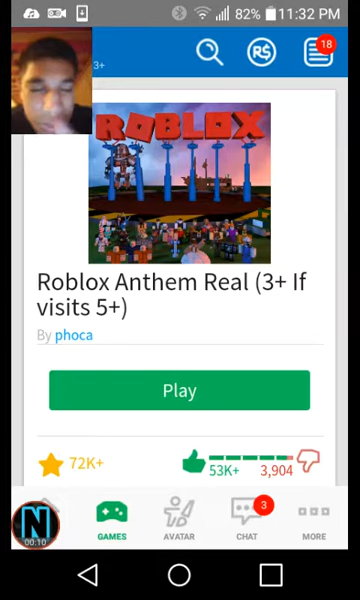 82% 11:32 PM
3+
R$
18
ROBLOX
Roblox Anthem Real (3+ If
visits 5+)
By phoca
Play
72K+
53K+
3,904
N
00:10
GAMES
AVATAR
3
CHAT
MORE